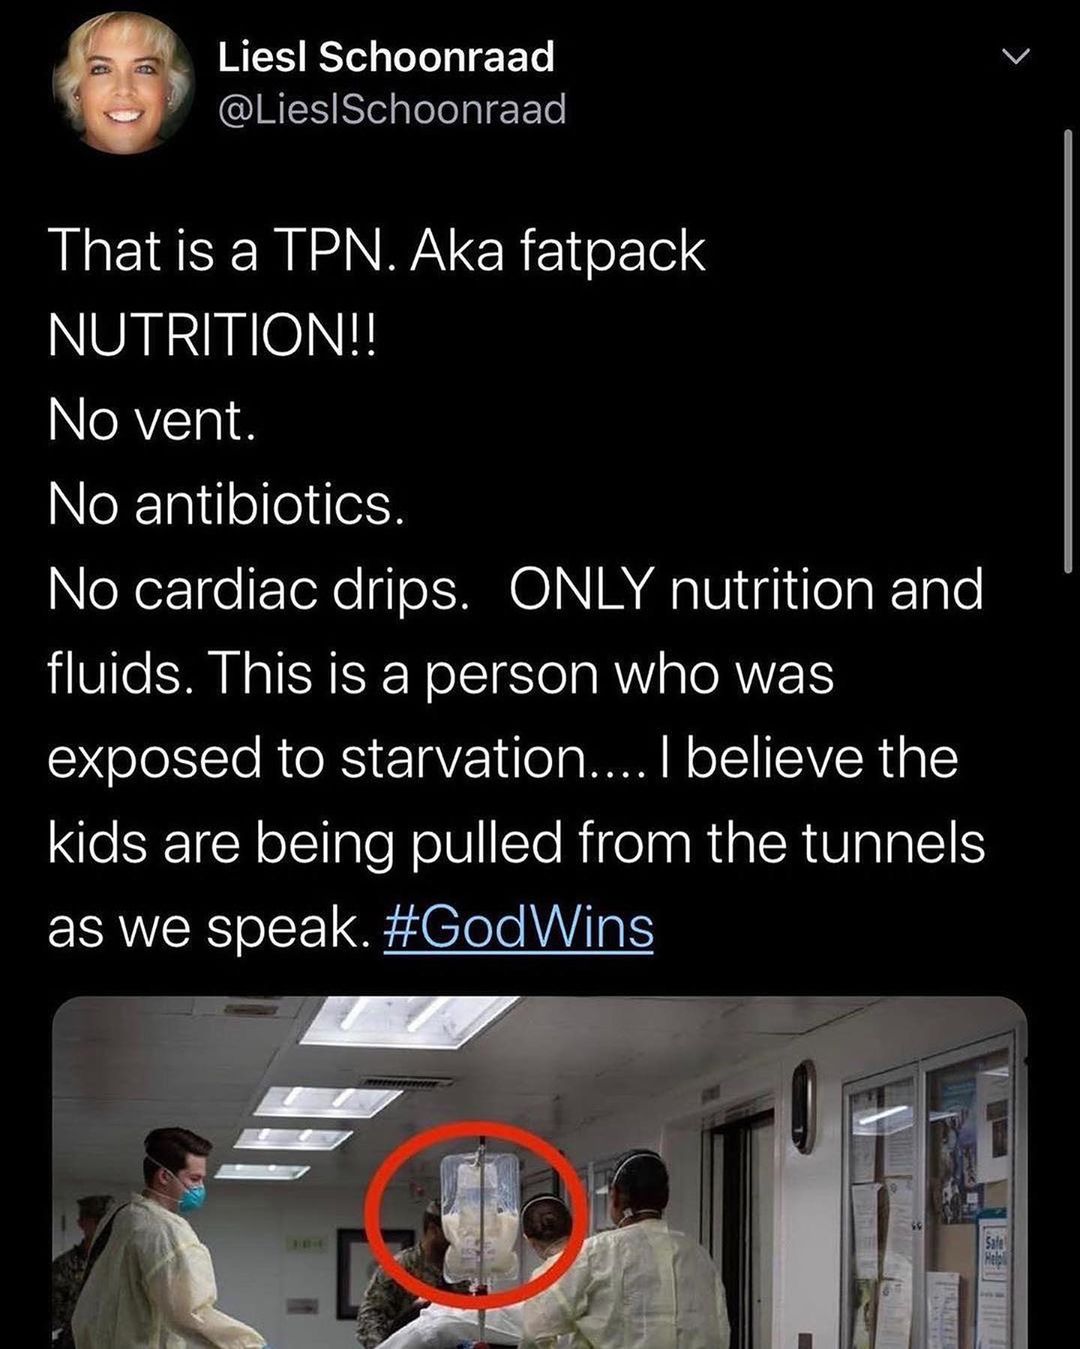 Liesl Schoonraad
@LieslSchoonraad
That is a TPN. Aka fatpack
NUTRITION!!
No vent.
No antibiotics.
No cardiac drips. ONLY nutrition and
fluids. This is a person who was
exposed to starvation.... I believe the
kids are being pulled from the tunnels
as we speak. #GodWins
Safe
Help